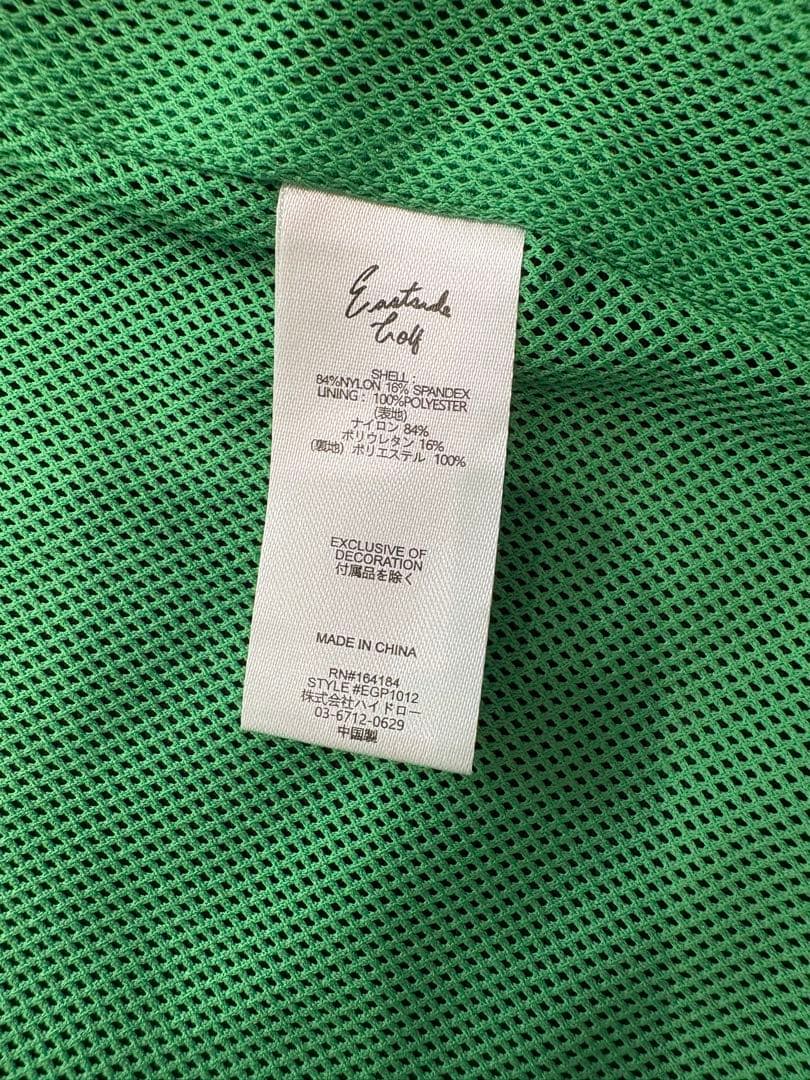 Eastside
Golf
SHELL :
84%NYLON 16% SPANDEX
LINING : 100%POLYESTER
(表地)
ナイロン 84%
ポリウレタン 16%
(裏地) ポリエステル 100%
EXCLUSIVE OF
DECORATION
付属品を除く
MADE IN CHINA
RN#164184
STYLE #EGP1012
株式会社ハイドロー
03-6712-0629
中国製